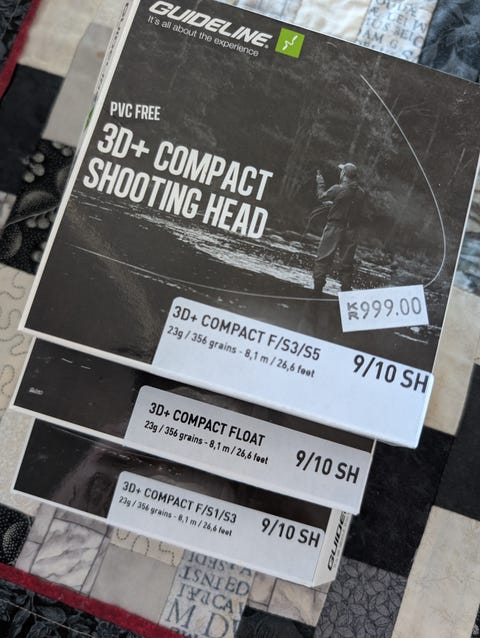 GUIDELINE.
It's all about the experience
PVC FREE
3D+ COMPACT
SHOOTING HEAD
KR 999.00
3D+ COMPACT F/S3/S5
23g / 356 grains - 8,1 m / 26,6 feet
9/10 SH
3D+ COMPACT FLOAT
23g / 356 grains - 8,1 m / 26,6 feet
9/10 SH
3D+ COMPACT F/S1/S3
23g / 356 grains - 8,1 m / 26,6 feet
9/10 SH
GUIDELINE
M.D